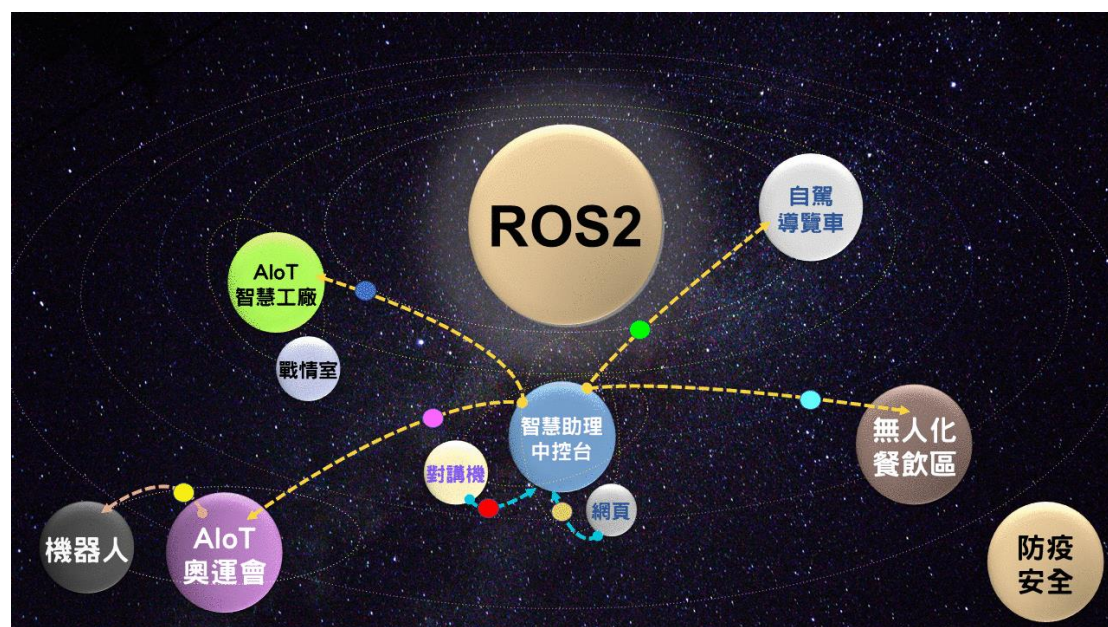 ROS2
自駕
導覽車
AIoT
智慧工廠
戰情室
智慧助理
中控台
對講機
網頁
無人化
餐飲區
機器人
AIoT
奧運會
防疫
安全